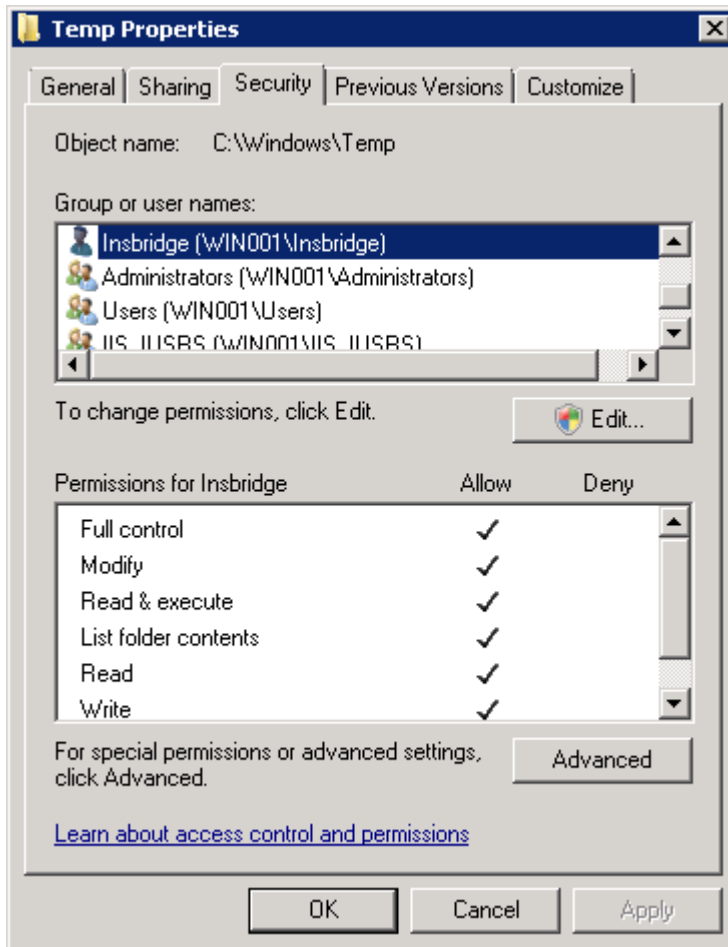 Temp Properties
General Sharing Security Previous Versions Customize
Object name: C:\Windows\Temp
Group or user names:
Insbridge (WIN001\Insbridge)
Administrators (WIN001\Administrators)
Users (WIN001\Users)
IIS_IUSRS (WIN001\IIS_IUSRS)
To change permissions, click Edit.
Edit...
Permissions for Insbridge Allow Deny
Full control
Modify
Read & execute
List folder contents
Read
Write
For special permissions or advanced settings,
click Advanced.
Advanced
Learn about access control and permissions
OK Cancel Apply